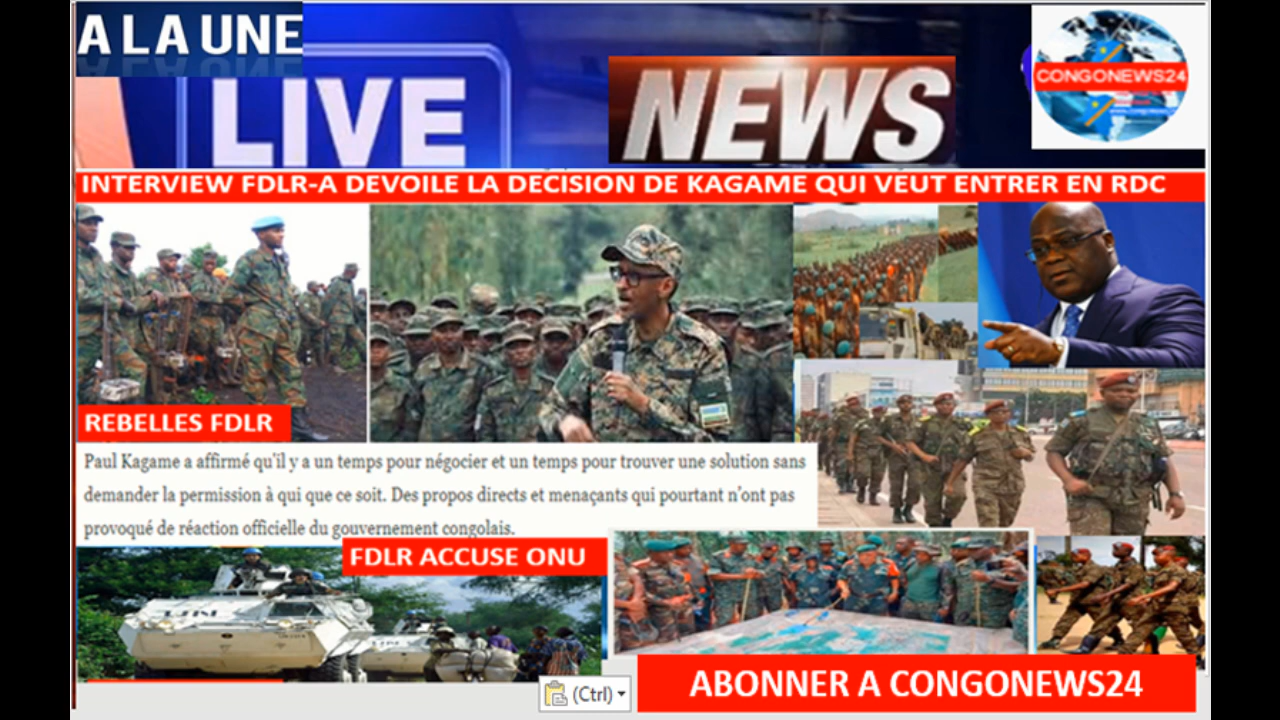 A LA UNE
LIVE
NEWS
CONGONEWS24
INTERVIEW FDLR-A DEVOILE LA DECISION DE KAGAME QUI VEUT ENTRER EN RDC
REBELLES FDLR
Paul Kagame a affirmé qu'il y a un temps pour négocier et un temps pour trouver une solution sans
demander la permission à qui que ce soit. Des propos directs et menaçants qui pourtant n'ont pas
provoqué de réaction officielle du gouvernement congolais.
FDLR ACCUSE ONU
UN
(Ctrl)
ABONNER A CONGONEWS24